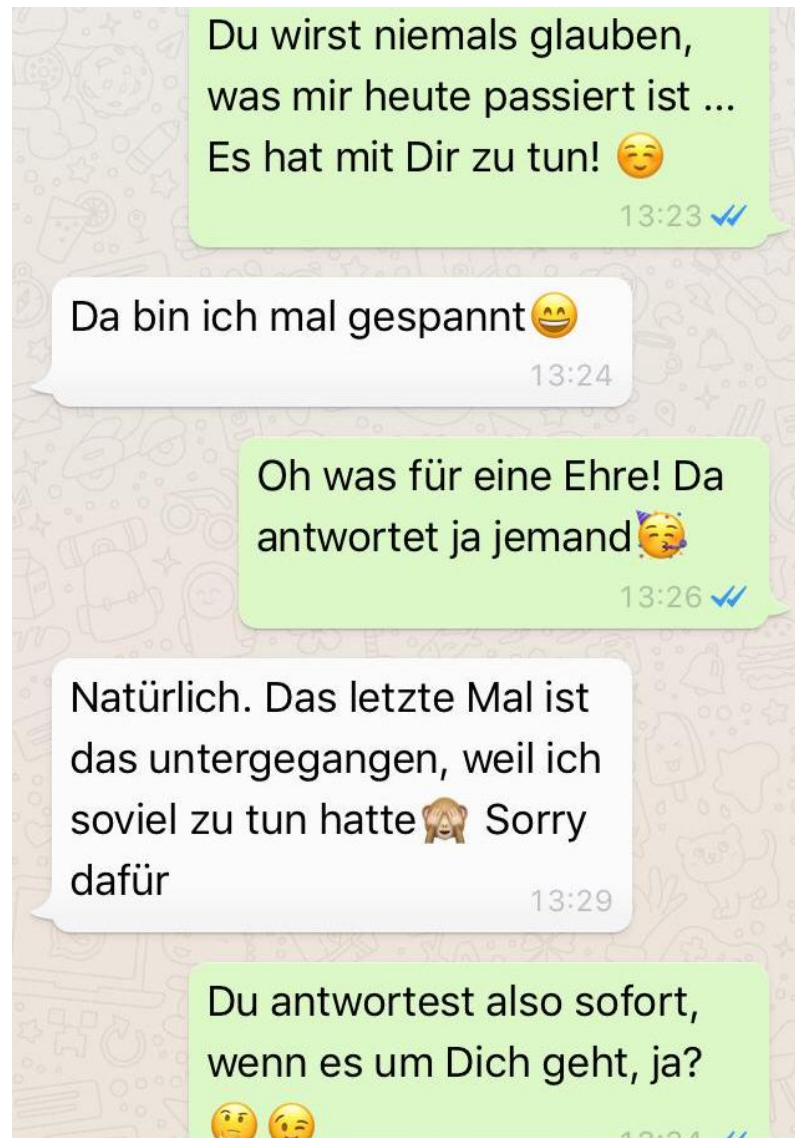 Du wirst niemals glauben,
was mir heute passiert ist ...
Es hat mit Dir zu tun! ☺️
13:23
Da bin ich mal gespannt😄
13:24
Oh was für eine Ehre! Da
antwortet ja jemand🥳
13:26
Natürlich. Das letzte Mal ist
das untergegangen, weil ich
soviel zu tun hatte🙈 Sorry
dafür
13:29
Du antwortest also sofort,
wenn es um Dich geht, ja?
🤨😉